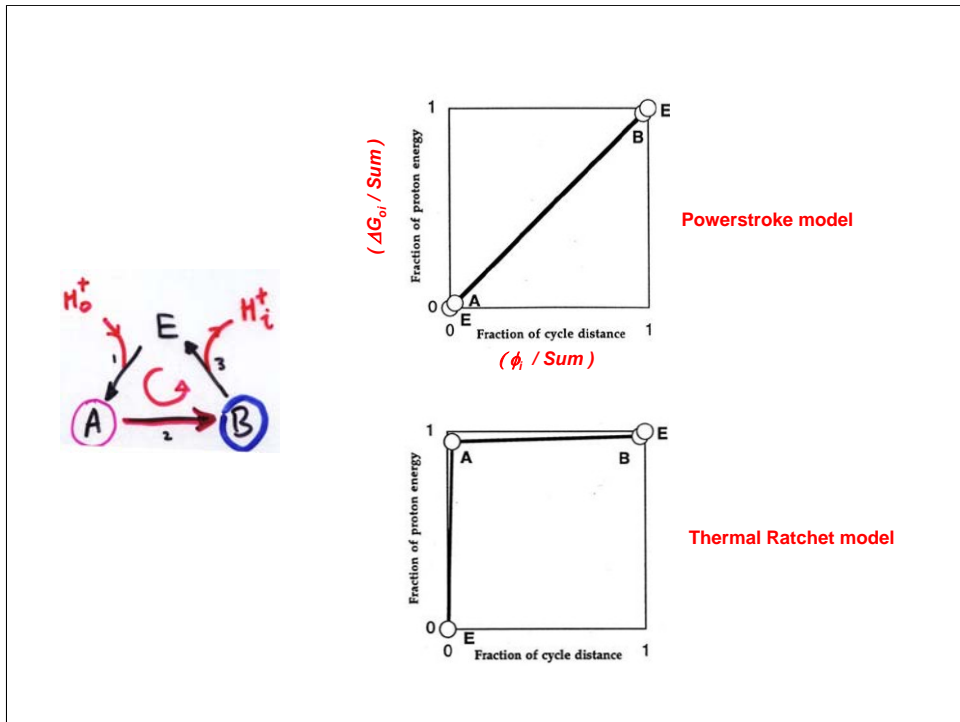 H⁺o
H⁺i
E
1
3
A
2
B
1
E
B
Fraction of proton energy
( ΔGoi / Sum )
Powerstroke model
A
0
E
0
Fraction of cycle distance
1
( ϕi / Sum )
1
E
A
B
Fraction of proton energy
Thermal Ratchet model
0
E
0
Fraction of cycle distance
1